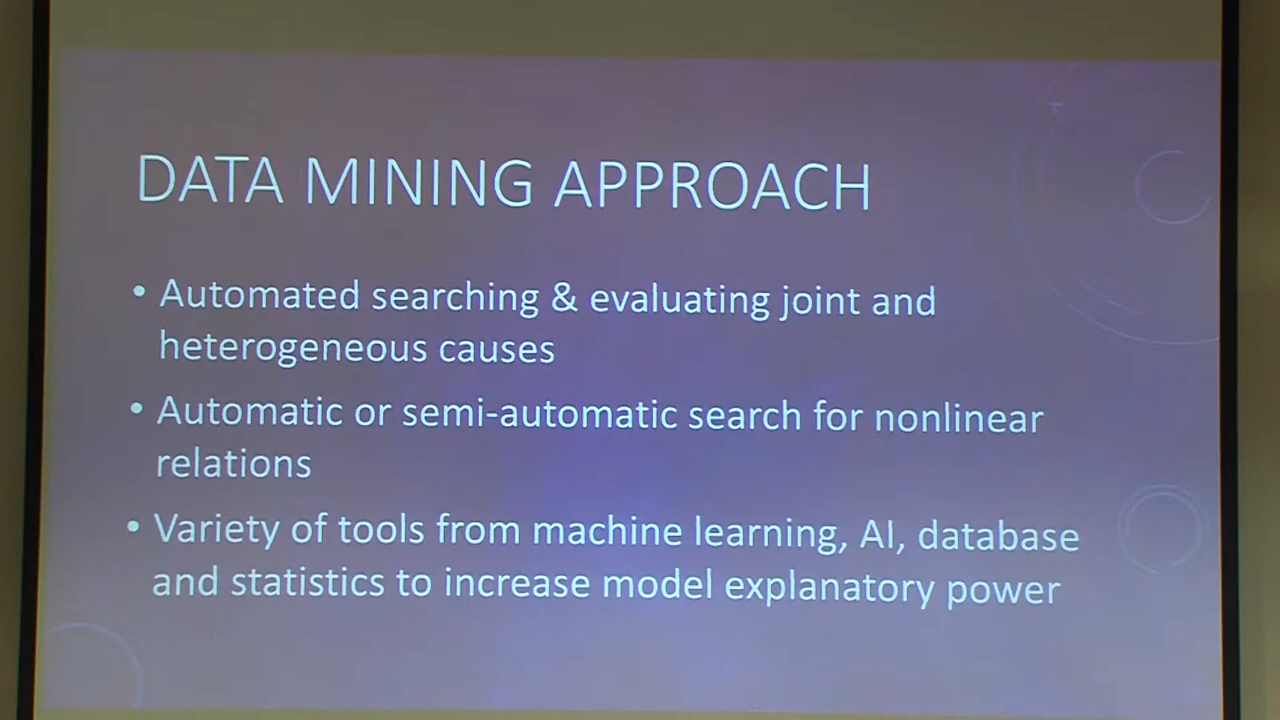 DATA MINING APPROACH
• Automated searching & evaluating joint and
heterogeneous causes
• Automatic or semi-automatic search for nonlinear
relations
• Variety of tools from machine learning, AI, database
and statistics to increase model explanatory power